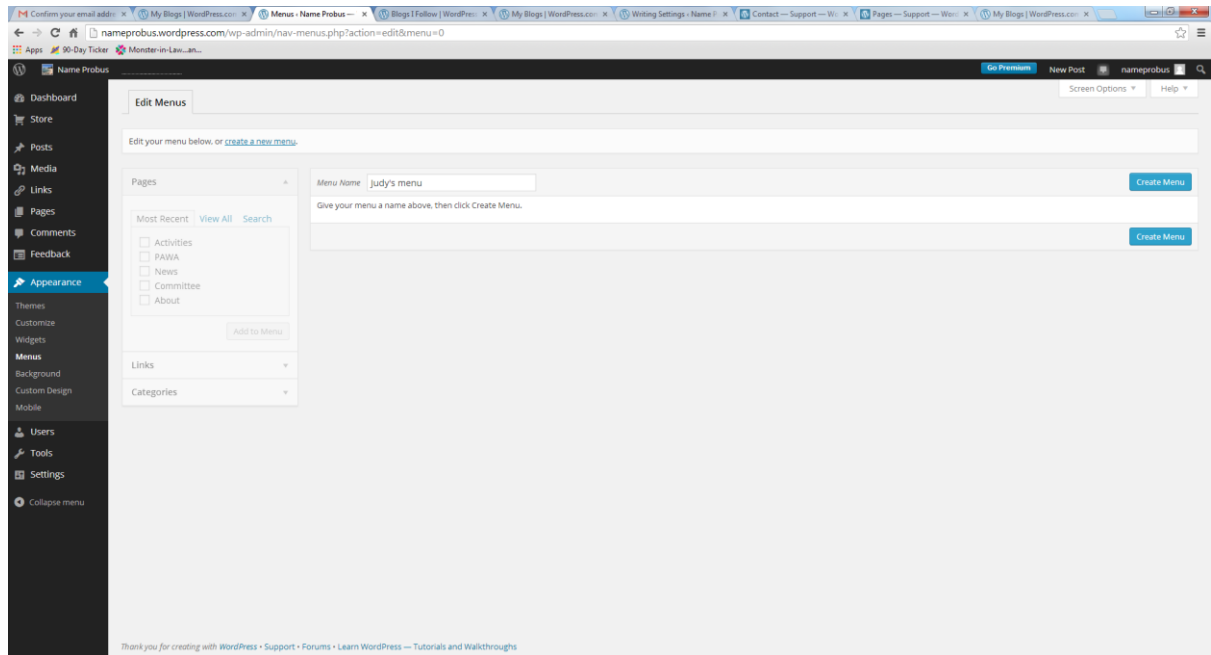 Confirm your email addre
My Blogs | WordPress.com
Menus ‹ Name Probus —
Blogs I Follow | WordPress
My Blogs | WordPress.com
Writing Settings ‹ Name P
Contact — Support — Wo
Pages — Support — Word
My Blogs | WordPress.com
nameprobus.wordpress.com/wp-admin/nav-menus.php?action=edit&menu=0
Apps 90-Day Ticker Monster-in-Law...an...
Name Probus
Go Premium New Post nameprobus
Screen Options Help
Dashboard
Store
Posts
Media
Links
Pages
Comments
Feedback
Appearance
Themes
Customize
Widgets
Menus
Background
Custom Design
Mobile
Users
Tools
Settings
Collapse menu
Edit Menus
Edit your menu below, or create a new menu.
Pages
Most Recent View All Search
Activities
PAWA
News
Committee
About
Add to Menu
Links
Categories
Menu Name Judy's menu Create Menu
Give your menu a name above, then click Create Menu.
Create Menu
Thank you for creating with WordPress • Support • Forums • Learn WordPress — Tutorials and Walkthroughs